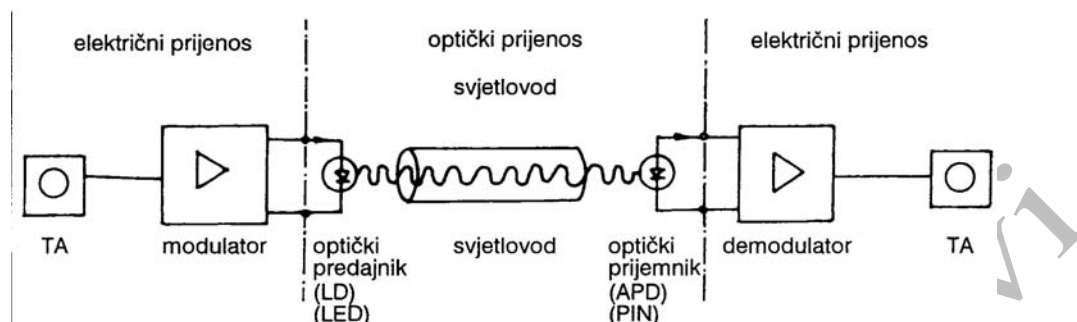 električni prijenos
optički prijenos
električni prijenos
svjetlovod
TA
modulator
optički
predajnik
(LD)
(LED)
svjetlovod
optički
prijemnik
(APD)
(PIN)
demodulator
TA